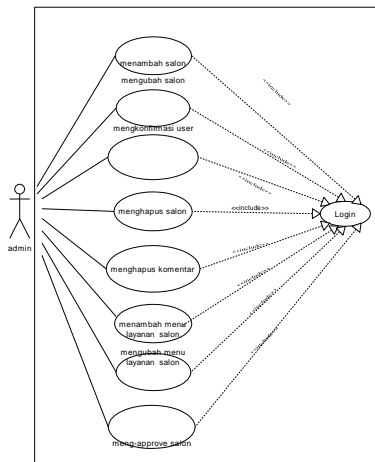 menambah salon
mengubah salon
<<include>>
mengkonfirmasi user
<<include>>
<<include>>
menghapus salon
<<include>>
Login
admin
menghapus komentar
<<include>>
menambah menu
layanan salon
<<include>>
mengubah menu
layanan salon
<<include>>
meng-approve salon